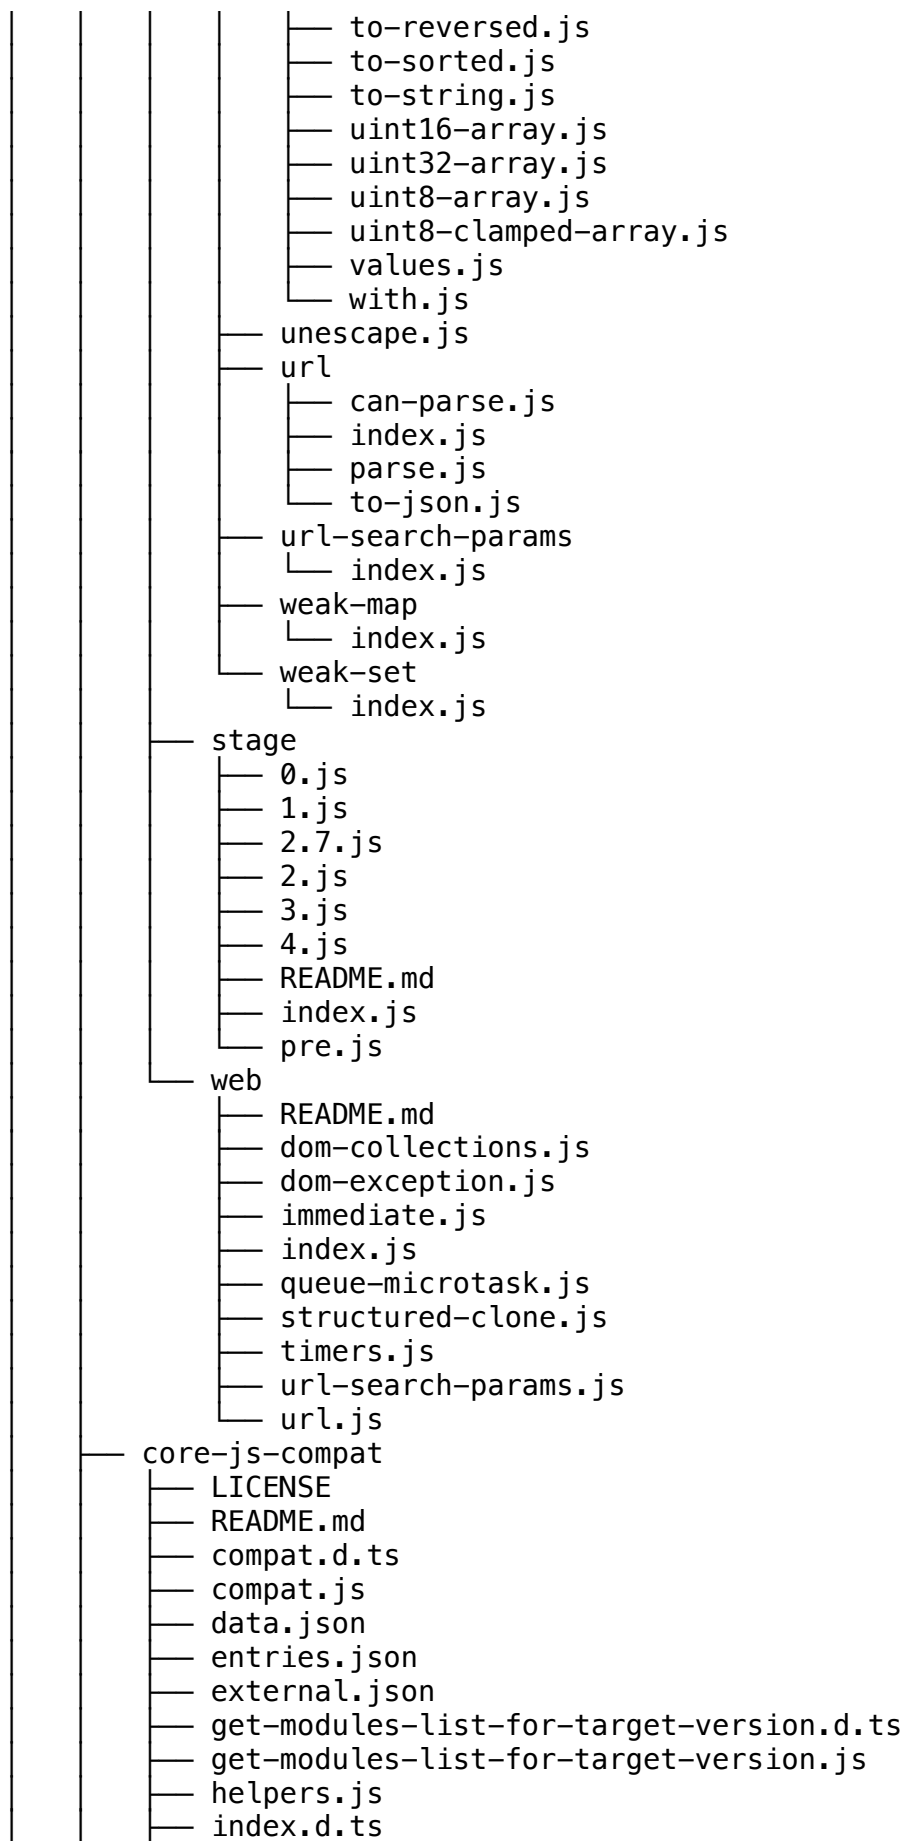 │   │   │   │   ├── to-reversed.js
│   │   │   │   ├── to-sorted.js
│   │   │   │   ├── to-string.js
│   │   │   │   ├── uint16-array.js
│   │   │   │   ├── uint32-array.js
│   │   │   │   ├── uint8-array.js
│   │   │   │   ├── uint8-clamped-array.js
│   │   │   │   ├── values.js
│   │   │   │   └── with.js
│   │   │   ├── unescape.js
│   │   │   ├── url
│   │   │   │   ├── can-parse.js
│   │   │   │   ├── index.js
│   │   │   │   ├── parse.js
│   │   │   │   └── to-json.js
│   │   │   ├── url-search-params
│   │   │   │   └── index.js
│   │   │   ├── weak-map
│   │   │   │   └── index.js
│   │   │   └── weak-set
│   │   │       └── index.js
│   │   ├── stage
│   │   │   ├── 0.js
│   │   │   ├── 1.js
│   │   │   ├── 2.7.js
│   │   │   ├── 2.js
│   │   │   ├── 3.js
│   │   │   ├── 4.js
│   │   │   ├── README.md
│   │   │   ├── index.js
│   │   │   └── pre.js
│   │   └── web
│   │       ├── README.md
│   │       ├── dom-collections.js
│   │       ├── dom-exception.js
│   │       ├── immediate.js
│   │       ├── index.js
│   │       ├── queue-microtask.js
│   │       ├── structured-clone.js
│   │       ├── timers.js
│   │       ├── url-search-params.js
│   │       └── url.js
│   ├── core-js-compat
│   │   ├── LICENSE
│   │   ├── README.md
│   │   ├── compat.d.ts
│   │   ├── compat.js
│   │   ├── data.json
│   │   ├── entries.json
│   │   ├── external.json
│   │   ├── get-modules-list-for-target-version.d.ts
│   │   ├── get-modules-list-for-target-version.js
│   │   ├── helpers.js
│   │   ├── index.d.ts